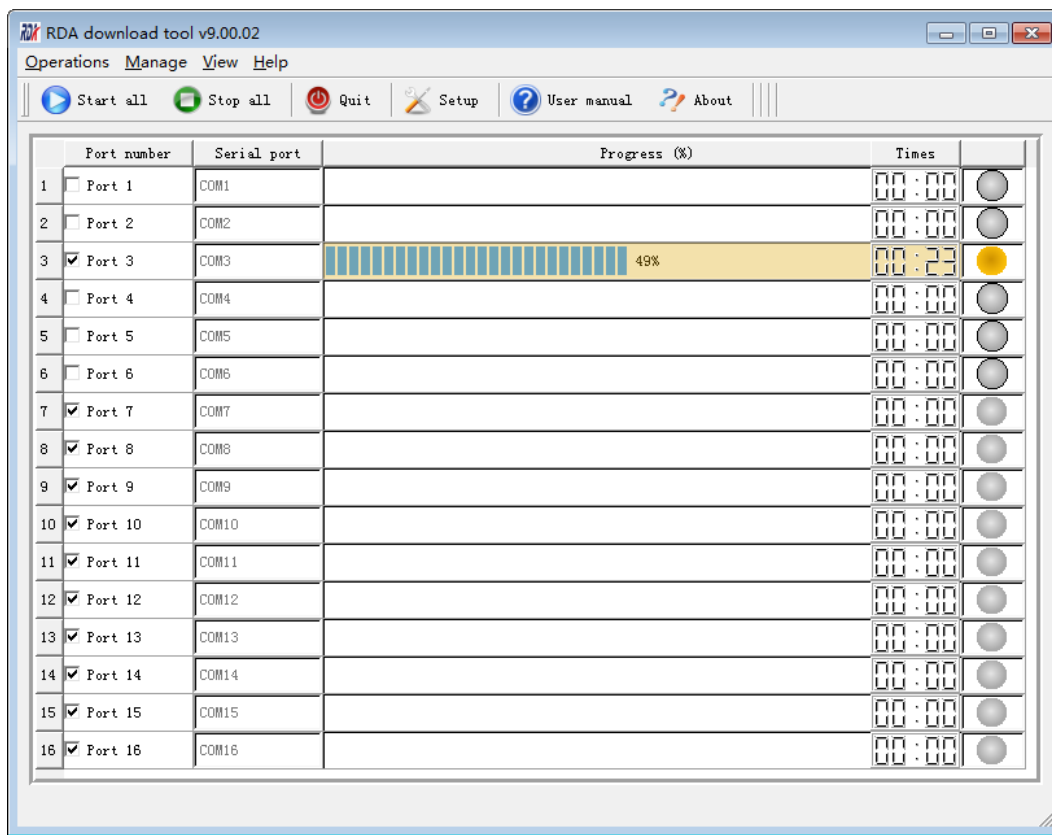 RDA RDA download tool v9.00.02
Operations Manage View Help
Start all Stop all Quit Setup User manual About
Port number Serial port Progress (%) Times
1 Port 1 COM1 00:00
2 Port 2 COM2 00:00
3 Port 3 COM3 49% 00:23
4 Port 4 COM4 00:00
5 Port 5 COM5 00:00
6 Port 6 COM6 00:00
7 Port 7 COM7 00:00
8 Port 8 COM8 00:00
9 Port 9 COM9 00:00
10 Port 10 COM10 00:00
11 Port 11 COM11 00:00
12 Port 12 COM12 00:00
13 Port 13 COM13 00:00
14 Port 14 COM14 00:00
15 Port 15 COM15 00:00
16 Port 16 COM16 00:00